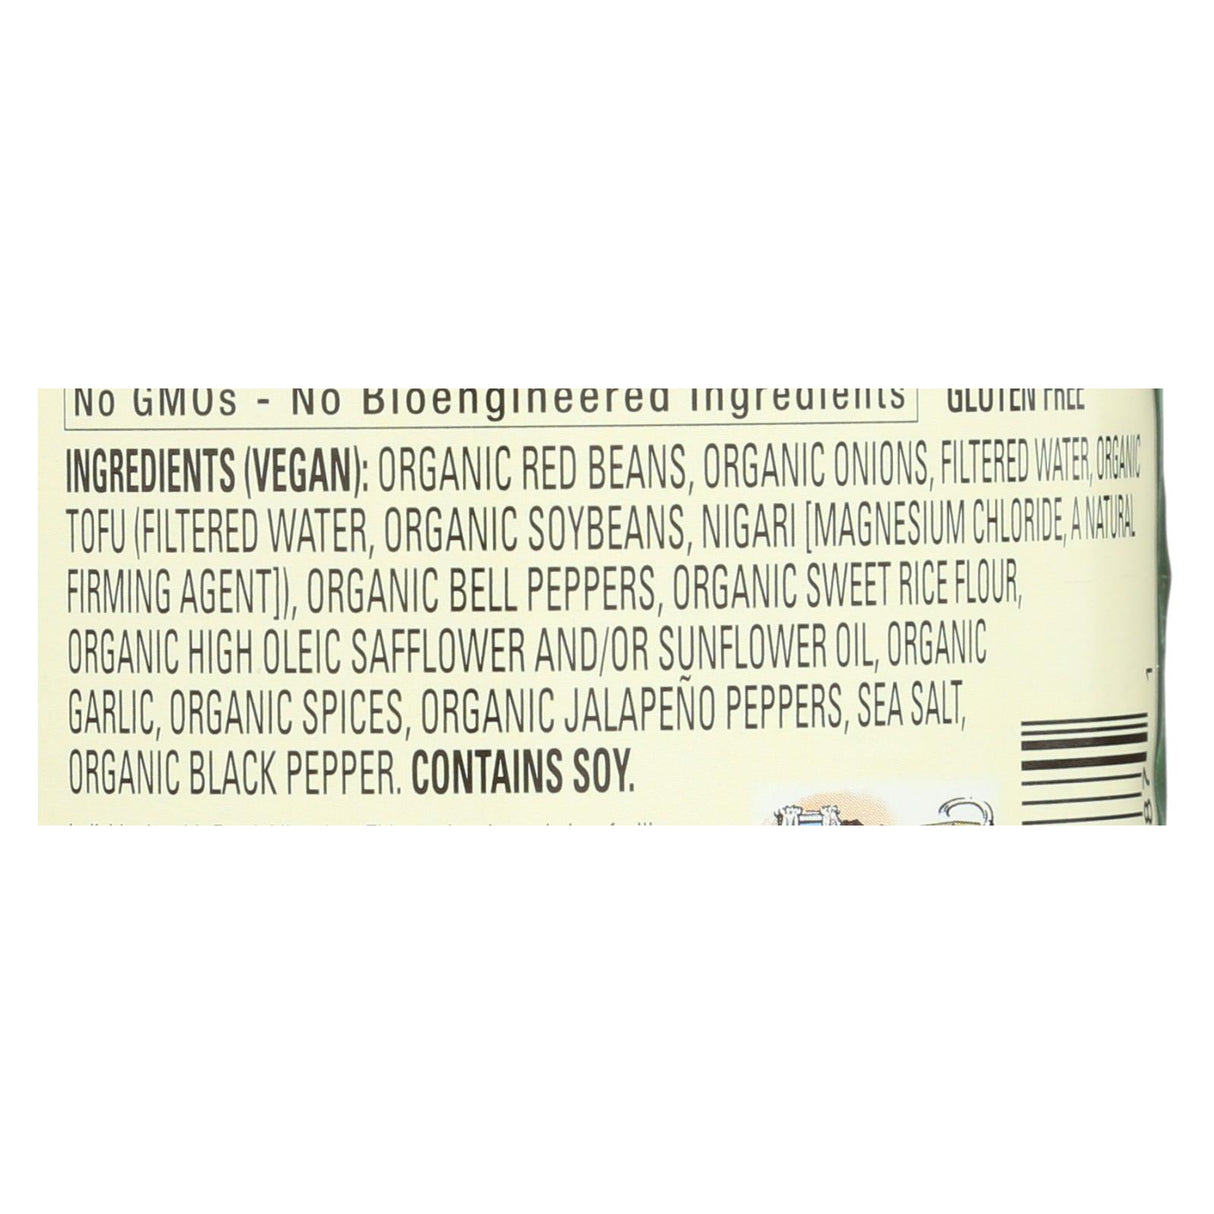 No GMOs - No Bioengineered Ingredients GLUTEN FREE
INGREDIENTS (VEGAN): ORGANIC RED BEANS, ORGANIC ONIONS, FILTERED WATER, ORGANIC
TOFU (FILTERED WATER, ORGANIC SOYBEANS, NIGARI [MAGNESIUM CHLORIDE, A NATURAL
FIRMING AGENT]), ORGANIC BELL PEPPERS, ORGANIC SWEET RICE FLOUR,
ORGANIC HIGH OLEIC SAFFLOWER AND/OR SUNFLOWER OIL, ORGANIC
GARLIC, ORGANIC SPICES, ORGANIC JALAPEÑO PEPPERS, SEA SALT,
ORGANIC BLACK PEPPER. CONTAINS SOY.